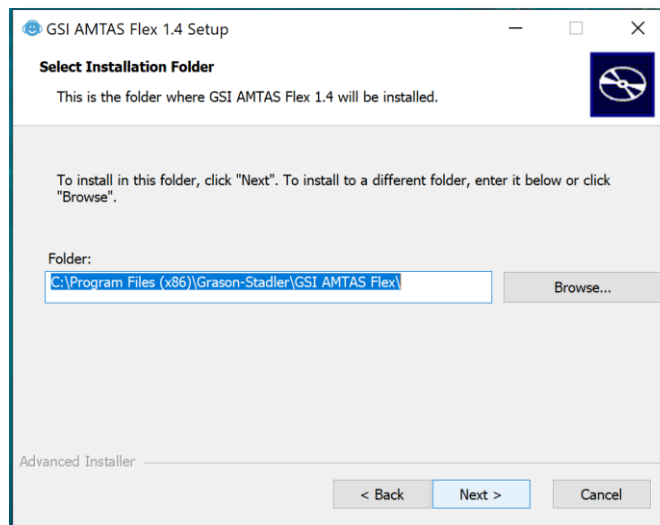 GSI AMTAS Flex 1.4 Setup
Select Installation Folder
This is the folder where GSI AMTAS Flex 1.4 will be installed.
To install in this folder, click "Next". To install to a different folder, enter it below or click
"Browse".
Folder:
C:\Program Files (x86)\Grason-Stadler\GSI AMTAS Flex\
Browse...
Advanced Installer
< Back
Next >
Cancel